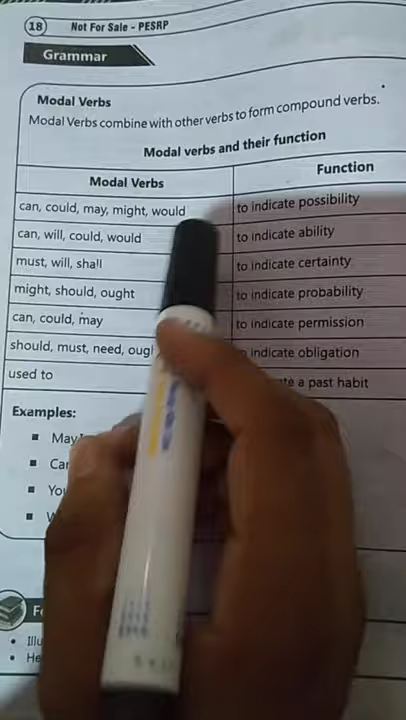 18 Not For Sale - PESRP
Grammar
Modal Verbs
Modal Verbs combine with other verbs to form compound verbs.
Modal verbs and their function
Modal Verbs Function
can, could, may, might, would to indicate possibility
can, will, could, would to indicate ability
must, will, shall to indicate certainty
might, should, ought to indicate probability
can, could, may to indicate permission
should, must, need, indicate obligation
used to a past habit
Examples:
May